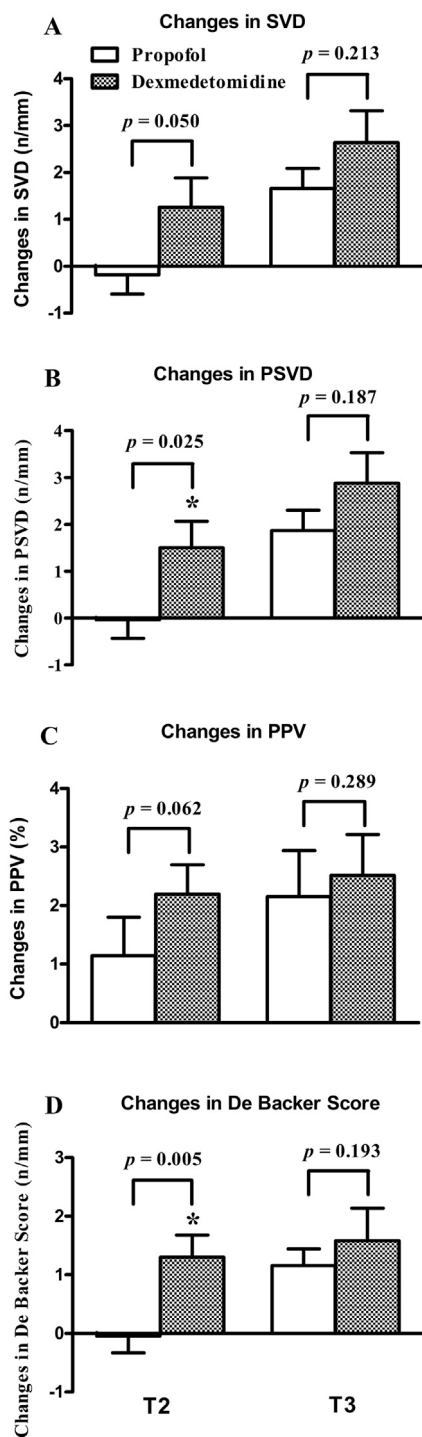 A
Changes in SVD
Propofol
Dexmedetomidine
p = 0.213
p = 0.050
Changes in SVD (n/mm)
4
3
2
1
0
-1
B
Changes in PSVD
p = 0.187
p = 0.025
*
Changes in PSVD (n/mm)
4
3
2
1
0
-1
C
Changes in PPV
p = 0.289
p = 0.062
Changes in PPV (%)
4
3
2
1
0
D
Changes in De Backer Score
p = 0.005
p = 0.193
*
Changes in De Backer Score (n/mm)
3
2
1
0
-1
T2
T3